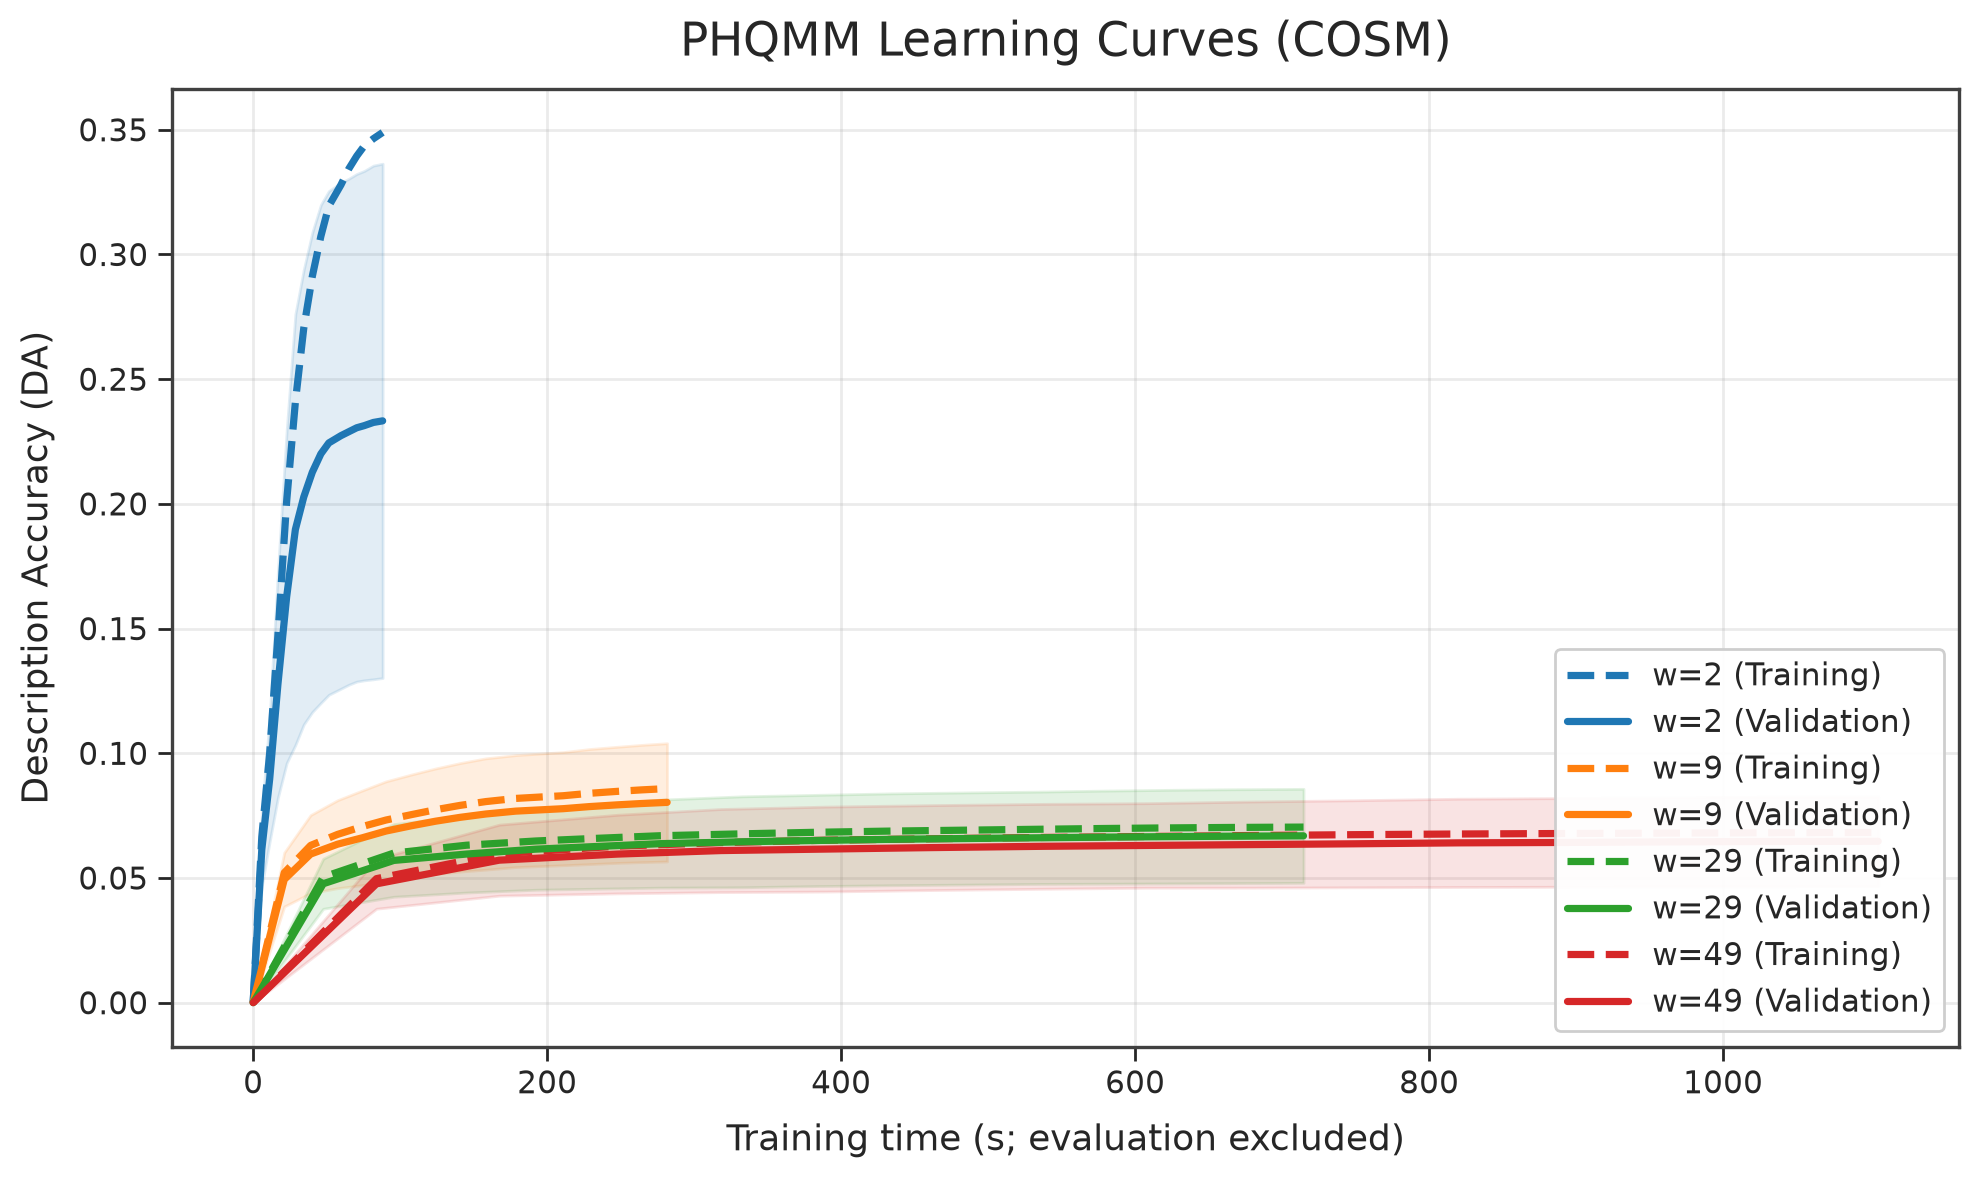 PHQMM Learning Curves (COSM)
Description Accuracy (DA)
0.35
0.30
0.25
0.20
0.15
0.10
0.05
0.00
w=2 (Training)
w=2 (Validation)
w=9 (Training)
w=9 (Validation)
w=29 (Training)
w=29 (Validation)
w=49 (Training)
w=49 (Validation)
0 200 400 600 800 1000
Training time (s; evaluation excluded)